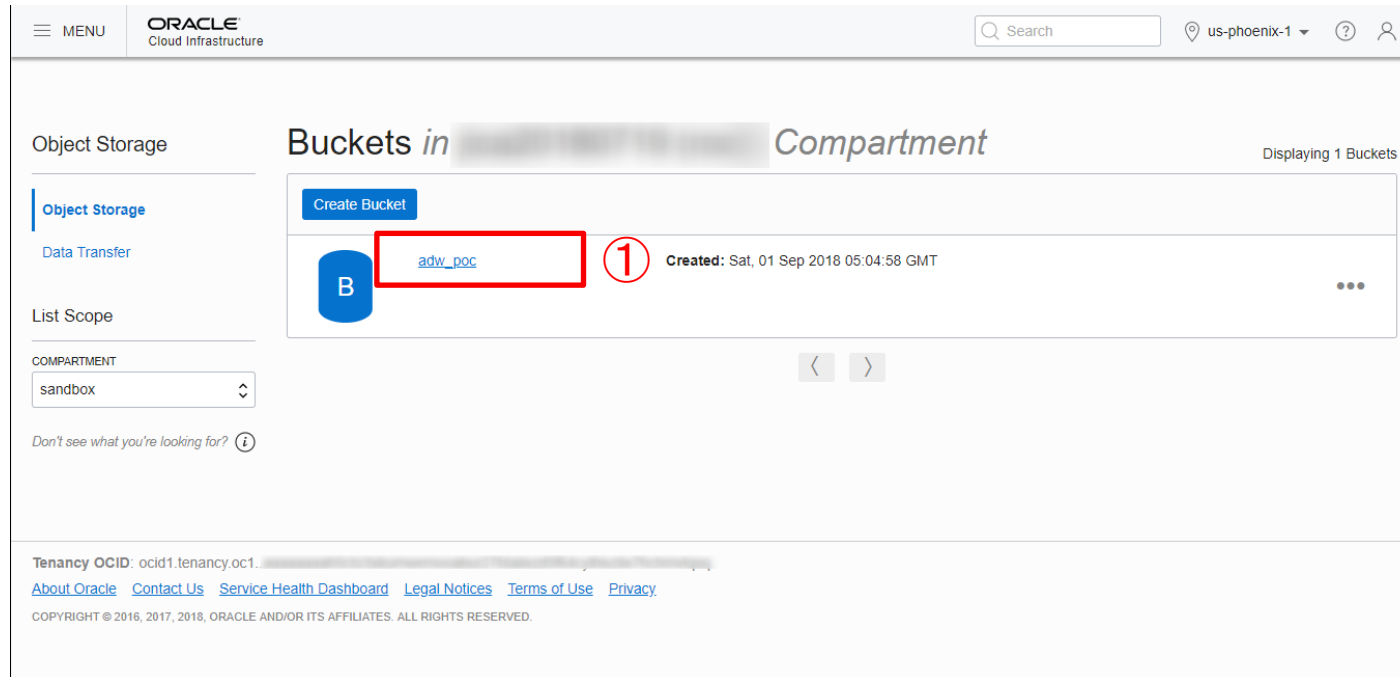 MENU
ORACLE
Cloud Infrastructure
Search
us-phoenix-1
?
Object Storage
Buckets in Compartment
Displaying 1 Buckets
Object Storage
Create Bucket
Data Transfer
B
adw_poc
①
Created: Sat, 01 Sep 2018 05:04:58 GMT
List Scope
COMPARTMENT
sandbox
Don't see what you're looking for? i
Tenancy OCID: ocid1.tenancy.oc1..
About Oracle Contact Us Service Health Dashboard Legal Notices Terms of Use Privacy
COPYRIGHT © 2016, 2017, 2018, ORACLE AND/OR ITS AFFILIATES. ALL RIGHTS RESERVED.